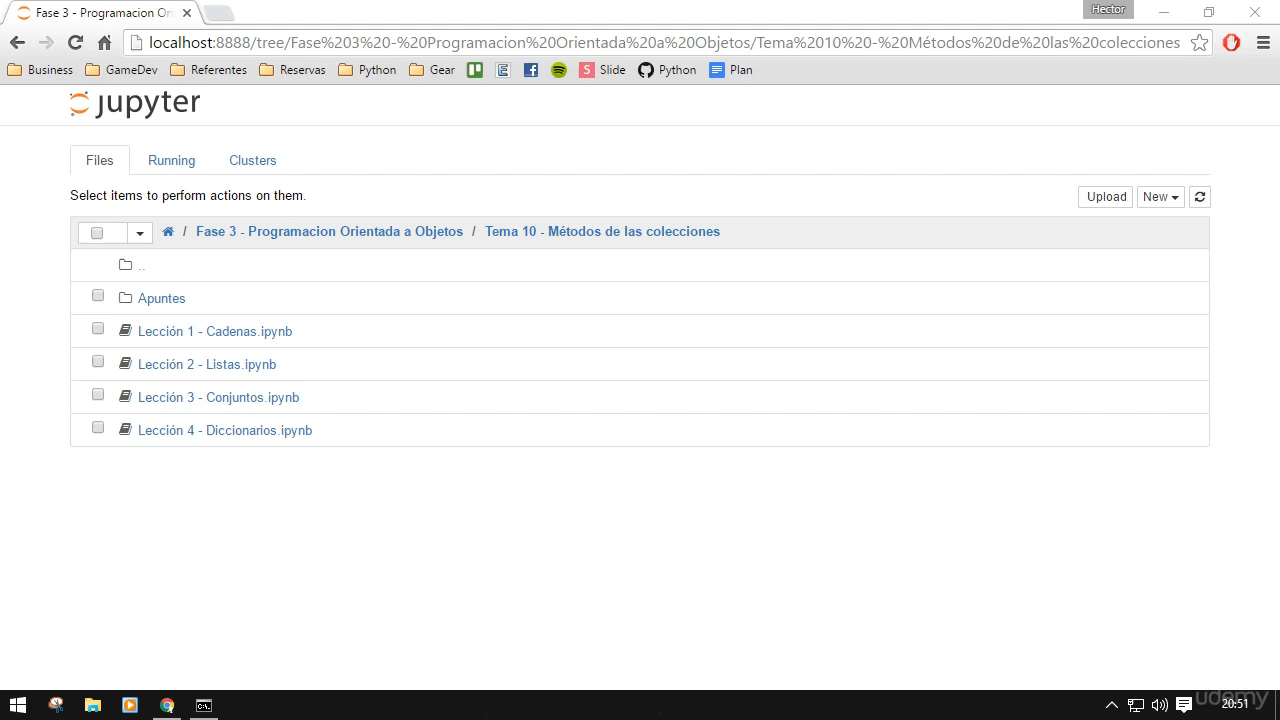 Fase 3 - Programacion Ori
Hector
localhost:8888/tree/Fase%203%20-%20Programacion%20Orientada%20a%20Objetos/Tema%2010%20-%20Métodos%20de%20las%20colecciones
Business GameDev Referentes Reservas Python Gear Slide Python Plan
jupyter
Files Running Clusters
Select items to perform actions on them.
Upload New
/ Fase 3 - Programacion Orientada a Objetos / Tema 10 - Métodos de las colecciones
..
Apuntes
Lección 1 - Cadenas.ipynb
Lección 2 - Listas.ipynb
Lección 3 - Conjuntos.ipynb
Lección 4 - Diccionarios.ipynb
udemy
20:51